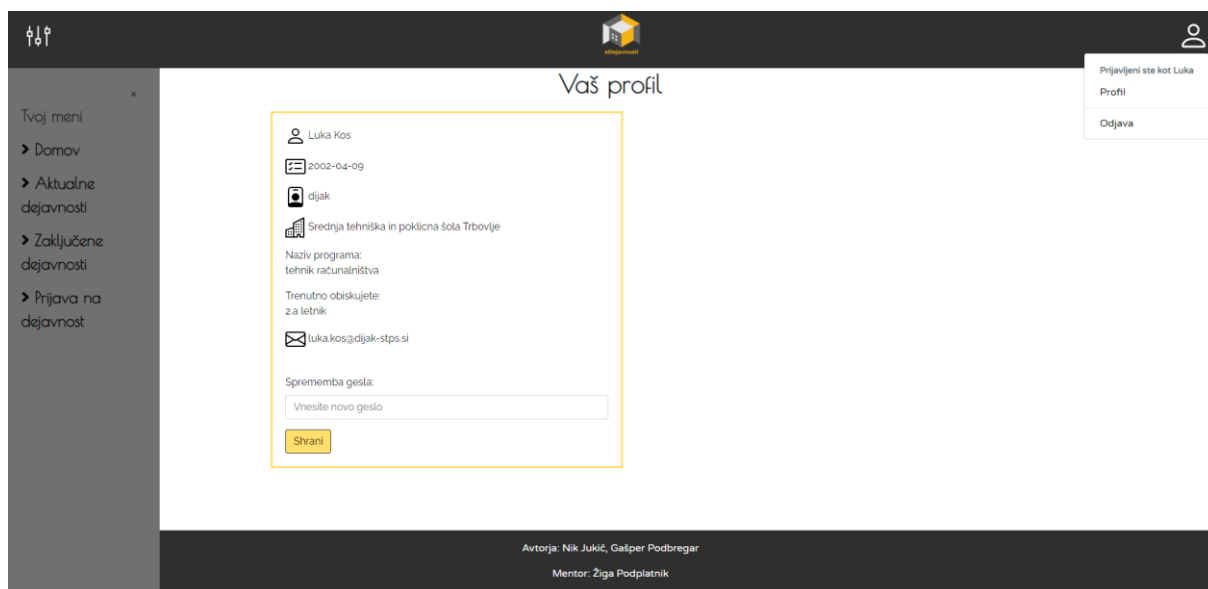 eDejavnosti
Prijavljeni ste kot Luka
Profil
Odjava
×
Tvoj meni
Domov
Aktualne
dejavnosti
Zaključene
dejavnosti
Prijava na
dejavnost
Vaš profil
Luka Kos
2002-04-09
dijak
Srednja tehniška in poklicna šola Trbovlje
Naziv programa:
tehnik računalništva
Trenutno obiskujete:
2.a letnik
luka.kos@dijak-stps.si
Sprememba gesla:
Vnesite novo geslo
Shrani
Avtorja: Nik Jukič, Gašper Podbregar
Mentor: Žiga Podplatnik